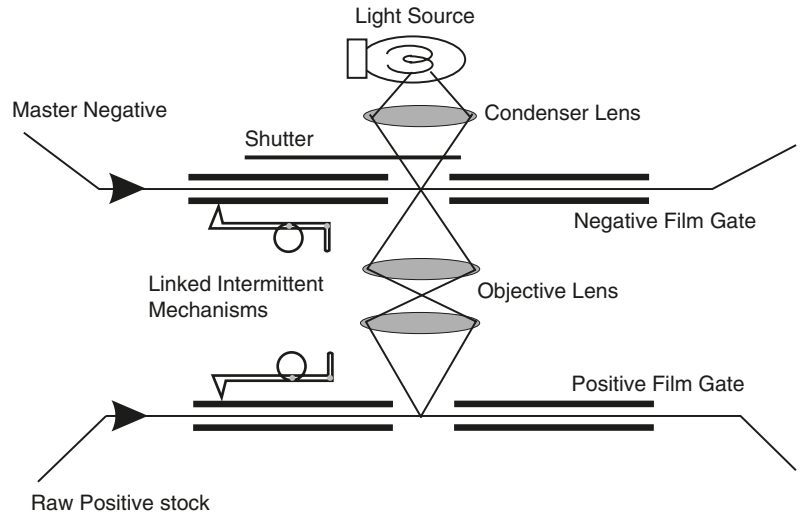 Light Source
Master Negative
Condenser Lens
Shutter
Negative Film Gate
Linked Intermittent
Mechanisms
Objective Lens
Positive Film Gate
Raw Positive stock